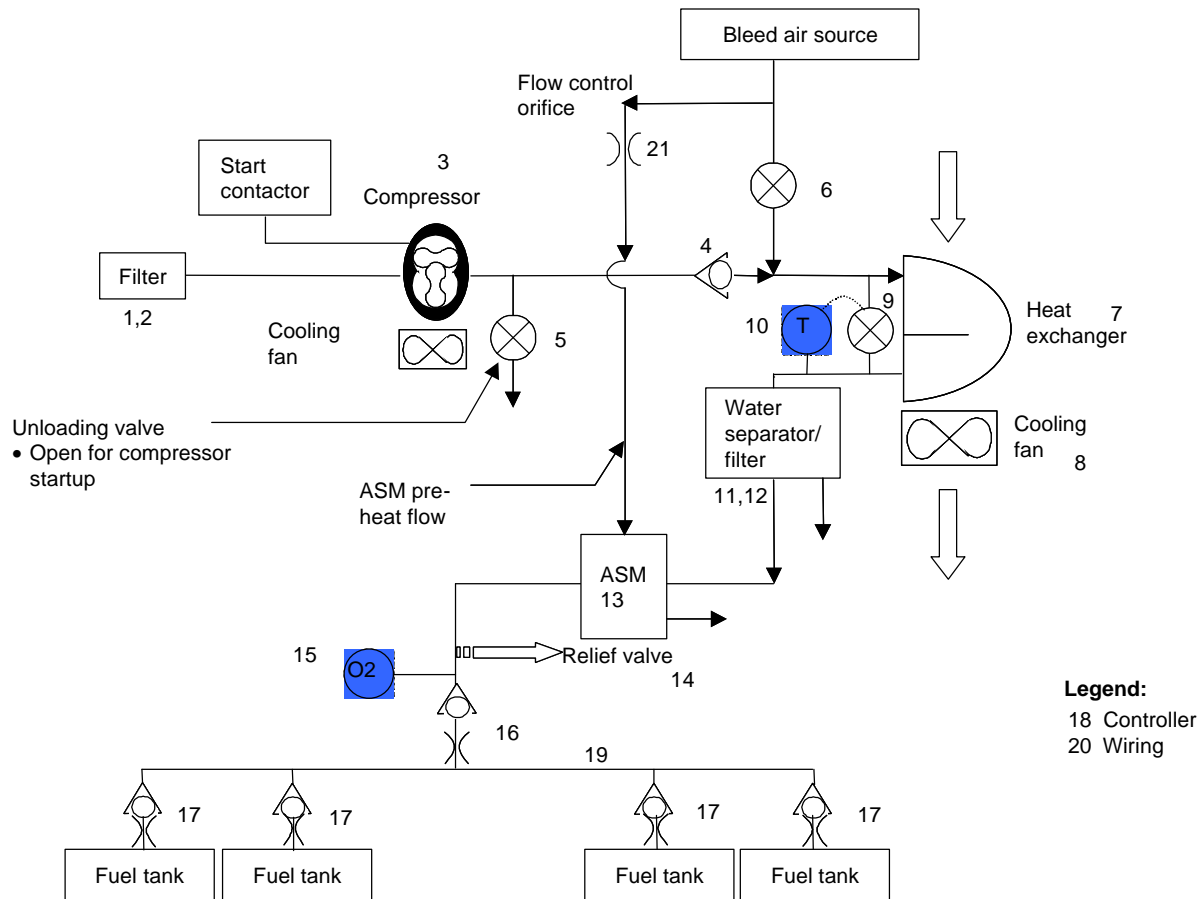 Bleed air source
Flow control
orifice
21
3
Start
contactor
Compressor
6
4
Filter
1,2
Cooling
fan
5
10
T
9
Heat
exchanger
7
Unloading valve
• Open for compressor
startup
Water
separator/
filter
Cooling
fan
8
ASM pre-
heat flow
11,12
ASM
13
15
O2
Relief valve
14
Legend:
18 Controller
20 Wiring
16
19
17
17
17
17
Fuel tank
Fuel tank
Fuel tank
Fuel tank